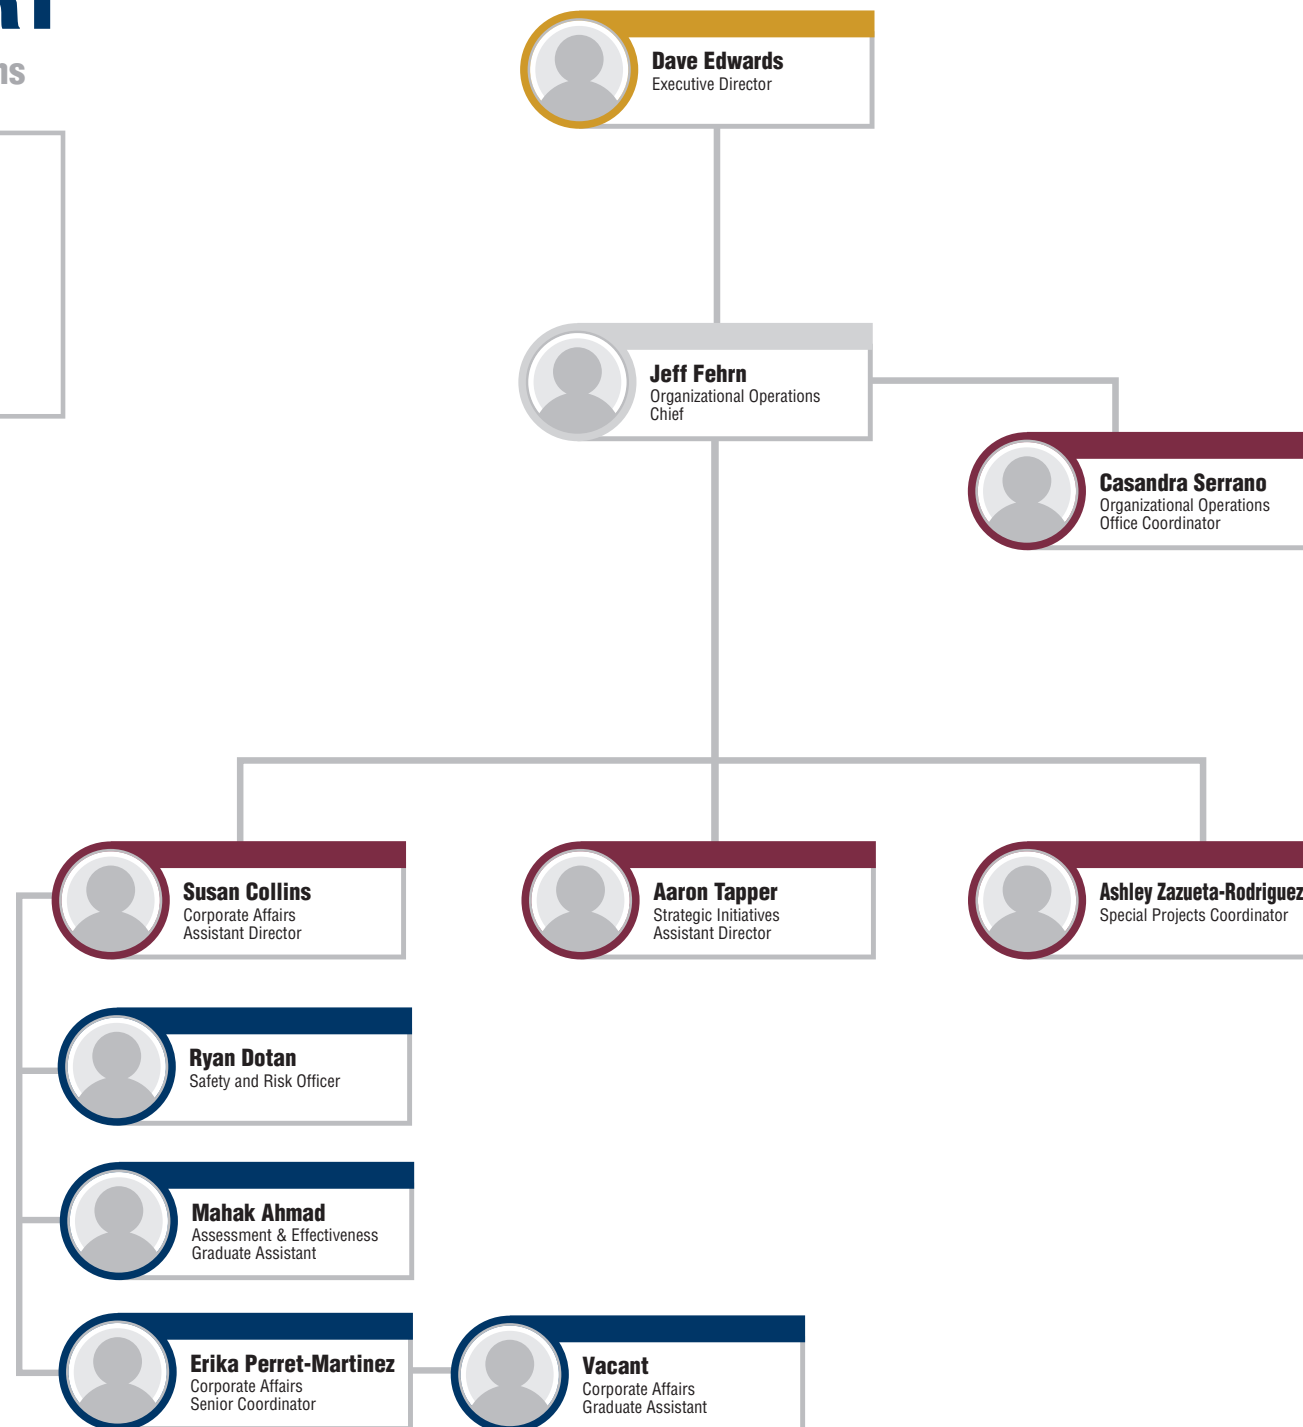 Dave Edwards
Executive Director
Jeff Fehrn
Organizational Operations
Chief
Casandra Serrano
Organizational Operations
Office Coordinator
Susan Collins
Corporate Affairs
Assistant Director
Aaron Tapper
Strategic Initiatives
Assistant Director
Ashley Zazueta-Rodriguez
Special Projects Coordinator
Ryan Dotan
Safety and Risk Officer
Mahak Ahmad
Assessment & Effectiveness
Graduate Assistant
Erika Perret-Martinez
Corporate Affairs
Senior Coordinator
Vacant
Corporate Affairs
Graduate Assistant